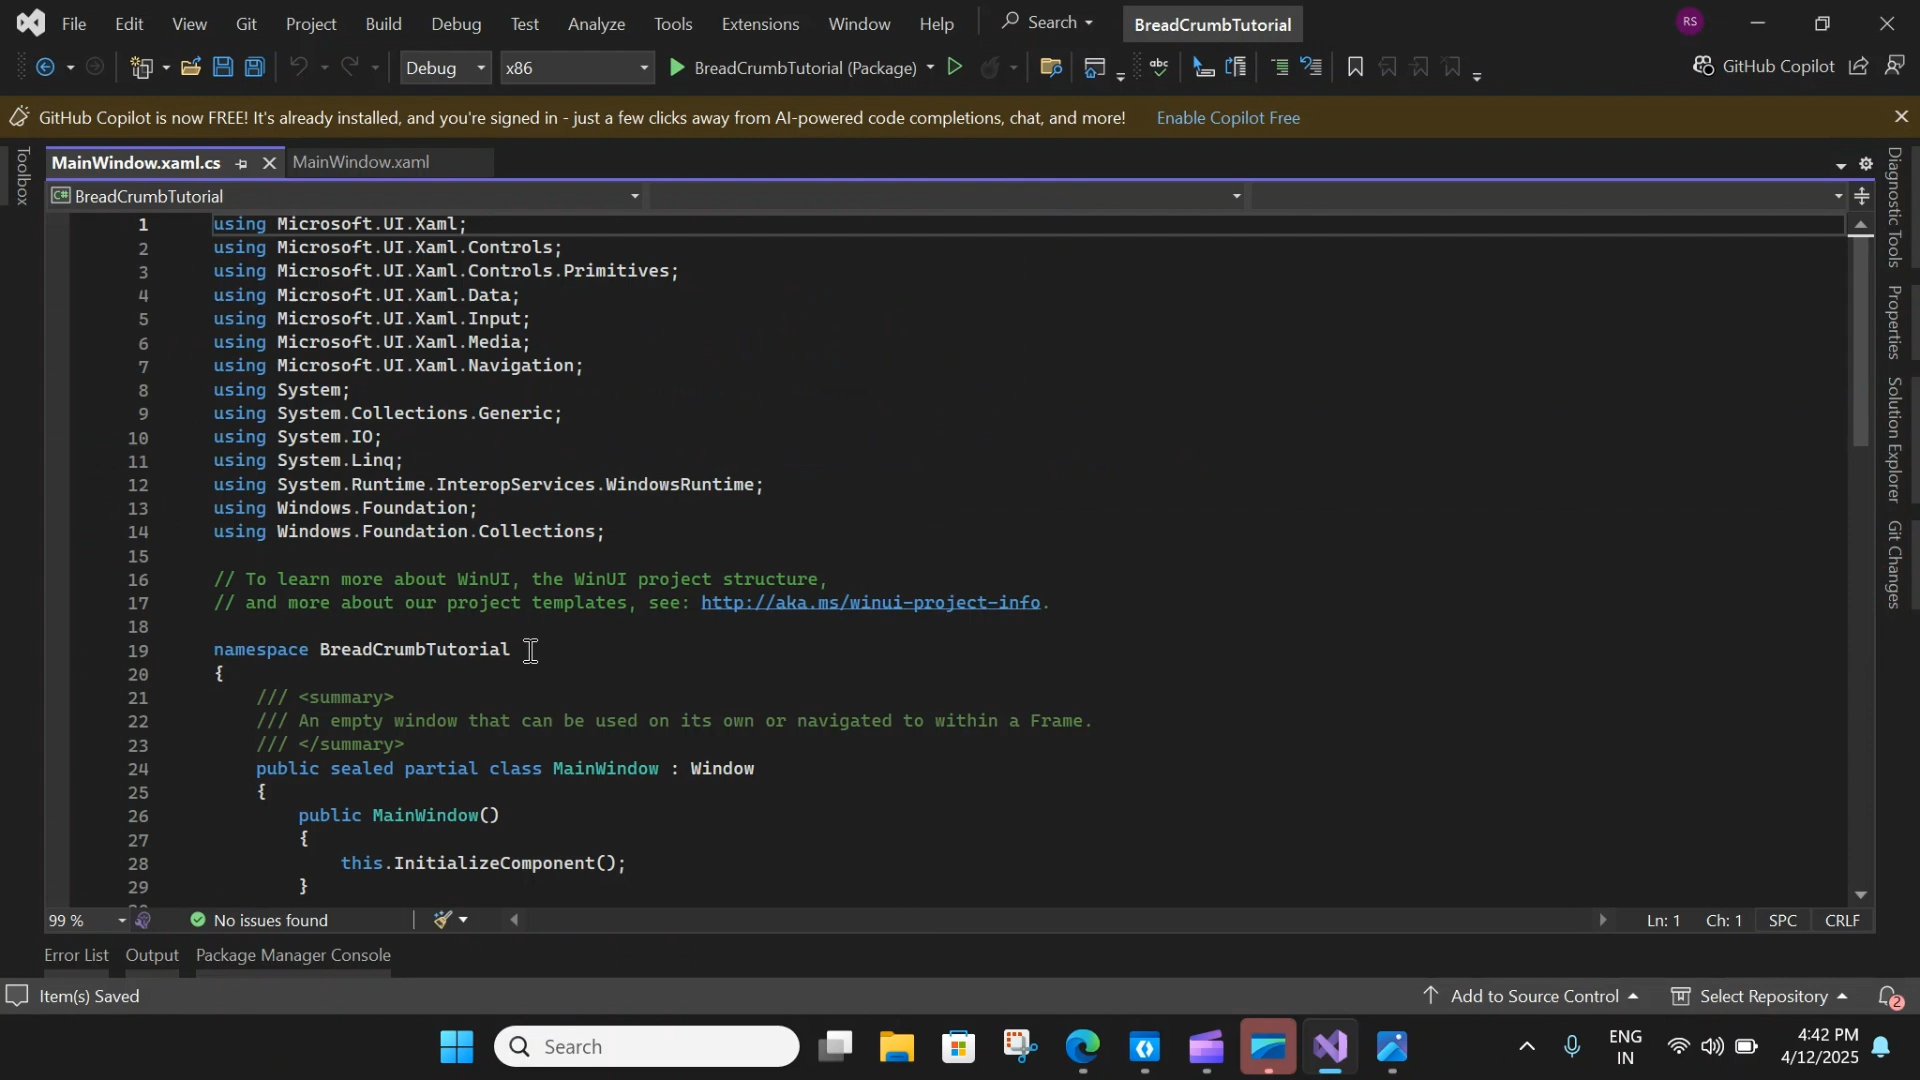 File Edit View Git Project Build Debug Test Analyze Tools Extensions Window Help Search BreadCrumbTutorial RS
Debug x86 BreadCrumbTutorial (Package) GitHub Copilot
GitHub Copilot is now FREE! It's already installed, and you're signed in - just a few clicks away from AI-powered code completions, chat, and more! Enable Copilot Free
Toolbox
MainWindow.xaml.cs MainWindow.xaml
C# BreadCrumbTutorial
1 using Microsoft.UI.Xaml;
2 using Microsoft.UI.Xaml.Controls;
3 using Microsoft.UI.Xaml.Controls.Primitives;
4 using Microsoft.UI.Xaml.Data;
5 using Microsoft.UI.Xaml.Input;
6 using Microsoft.UI.Xaml.Media;
7 using Microsoft.UI.Xaml.Navigation;
8 using System;
9 using System.Collections.Generic;
10 using System.IO;
11 using System.Linq;
12 using System.Runtime.InteropServices.WindowsRuntime;
13 using Windows.Foundation;
14 using Windows.Foundation.Collections;
15
16 // To learn more about WinUI, the WinUI project structure,
17 // and more about our project templates, see: http://aka.ms/winui-project-info.
18
19 namespace BreadCrumbTutorial
20 {
21 /// <summary>
22 /// An empty window that can be used on its own or navigated to within a Frame.
23 /// </summary>
24 public sealed partial class MainWindow : Window
25 {
26 public MainWindow()
27 {
28 this.InitializeComponent();
29 }
Diagnostic Tools
Properties
Solution Explorer
Git Changes
99 % No issues found Ln: 1 Ch: 1 SPC CRLF
Error List Output Package Manager Console
Item(s) Saved Add to Source Control Select Repository 2
Search ENG IN 4:42 PM 4/12/2025